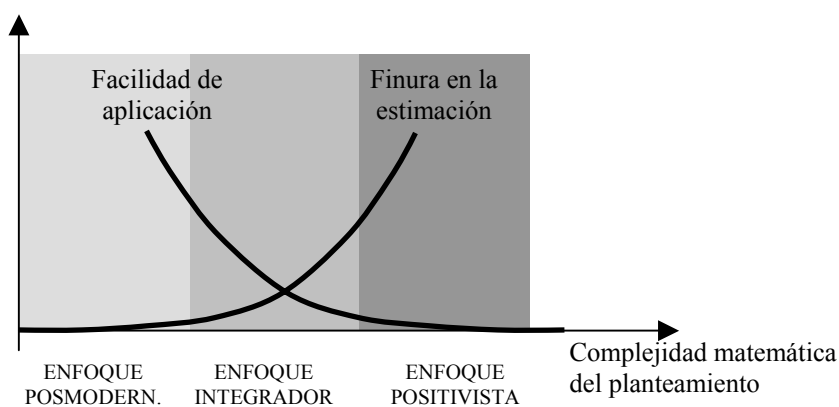 Facilidad de
aplicación
Finura en la
estimación
Complejidad matemática
del planteamiento
ENFOQUE
POSMODERN.
ENFOQUE
INTEGRADOR
ENFOQUE
POSITIVISTA